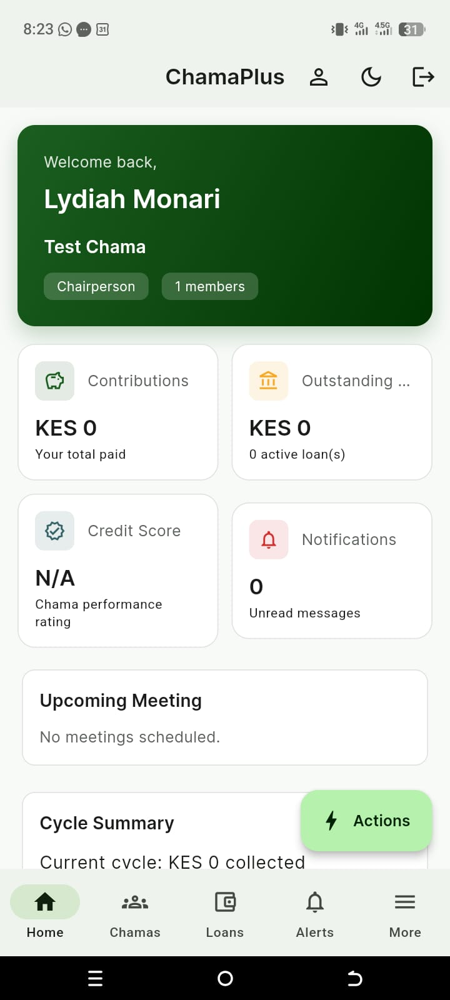 8:23
31
4G
4.5G
31
ChamaPlus
Welcome back,
Lydiah Monari
Test Chama
Chairperson
1 members
Contributions
KES 0
Your total paid
Outstanding ...
KES 0
0 active loan(s)
Credit Score
N/A
Chama performance
rating
Notifications
0
Unread messages
Upcoming Meeting
No meetings scheduled.
Cycle Summary
Current cycle: KES 0 collected
Actions
Home
Chamas
Loans
Alerts
More